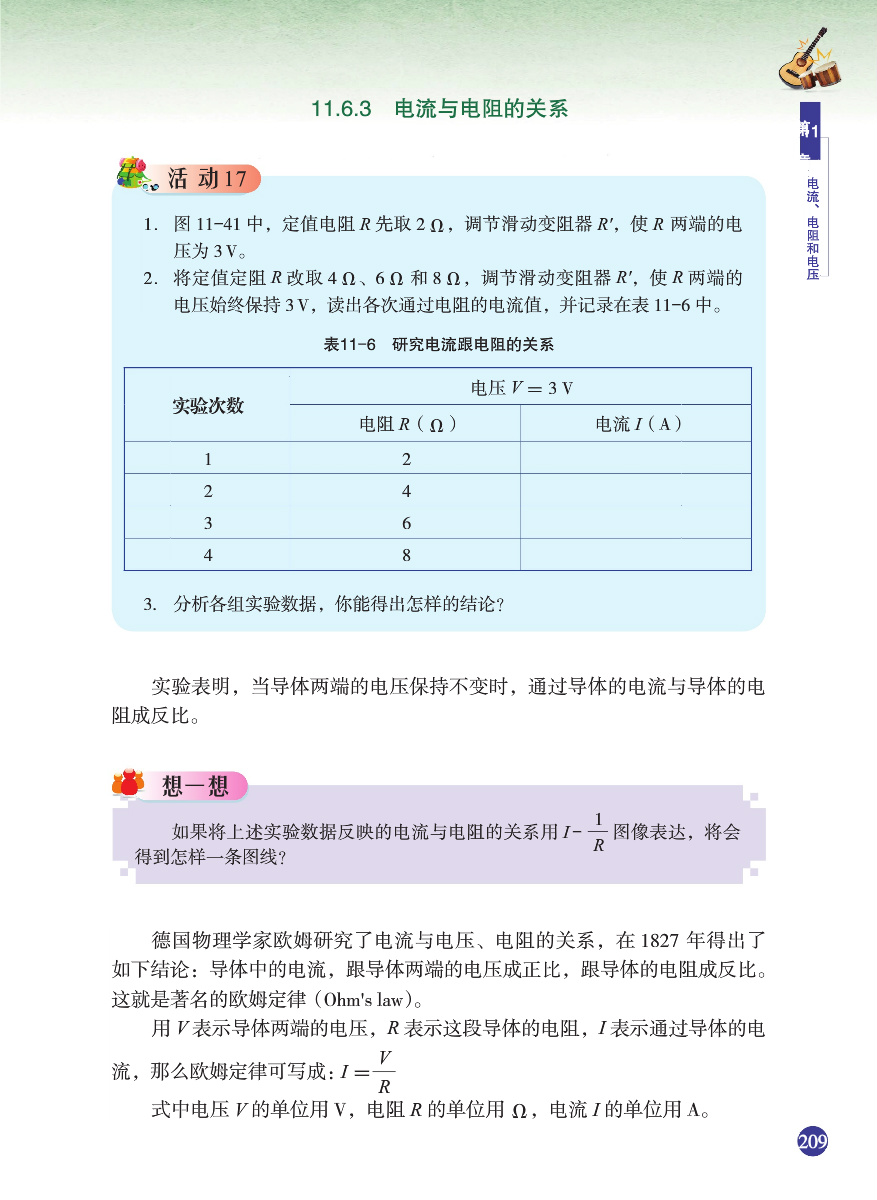 11.6.3 电流与电阻的关系
第1
章
电流、电阻和电压
活 动17
1. 图 11-41 中，定值电阻 R 先取 2 Ω，调节滑动变阻器 R′，使 R 两端的电
压为 3 V。
2. 将定值定阻 R 改取 4 Ω、6 Ω 和 8 Ω，调节滑动变阻器 R′，使 R 两端的
电压始终保持 3 V，读出各次通过电阻的电流值，并记录在表 11-6 中。
表11-6 研究电流跟电阻的关系
实验次数 电压 V = 3 V
电阻 R（Ω） 电流 I（A）
1 2
2 4
3 6
4 8
3. 分析各组实验数据，你能得出怎样的结论？
实验表明，当导体两端的电压保持不变时，通过导体的电流与导体的电
阻成反比。
想一想
如果将上述实验数据反映的电流与电阻的关系用 I- 1/R 图像表达，将会
得到怎样一条图线？
德国物理学家欧姆研究了电流与电压、电阻的关系，在 1827 年得出了
如下结论：导体中的电流，跟导体两端的电压成正比，跟导体的电阻成反比。
这就是著名的欧姆定律（Ohm's law）。
用 V 表示导体两端的电压，R 表示这段导体的电阻，I 表示通过导体的电
流，那么欧姆定律可写成：I = V/R
式中电压 V 的单位用 V，电阻 R 的单位用 Ω，电流 I 的单位用 A。
209